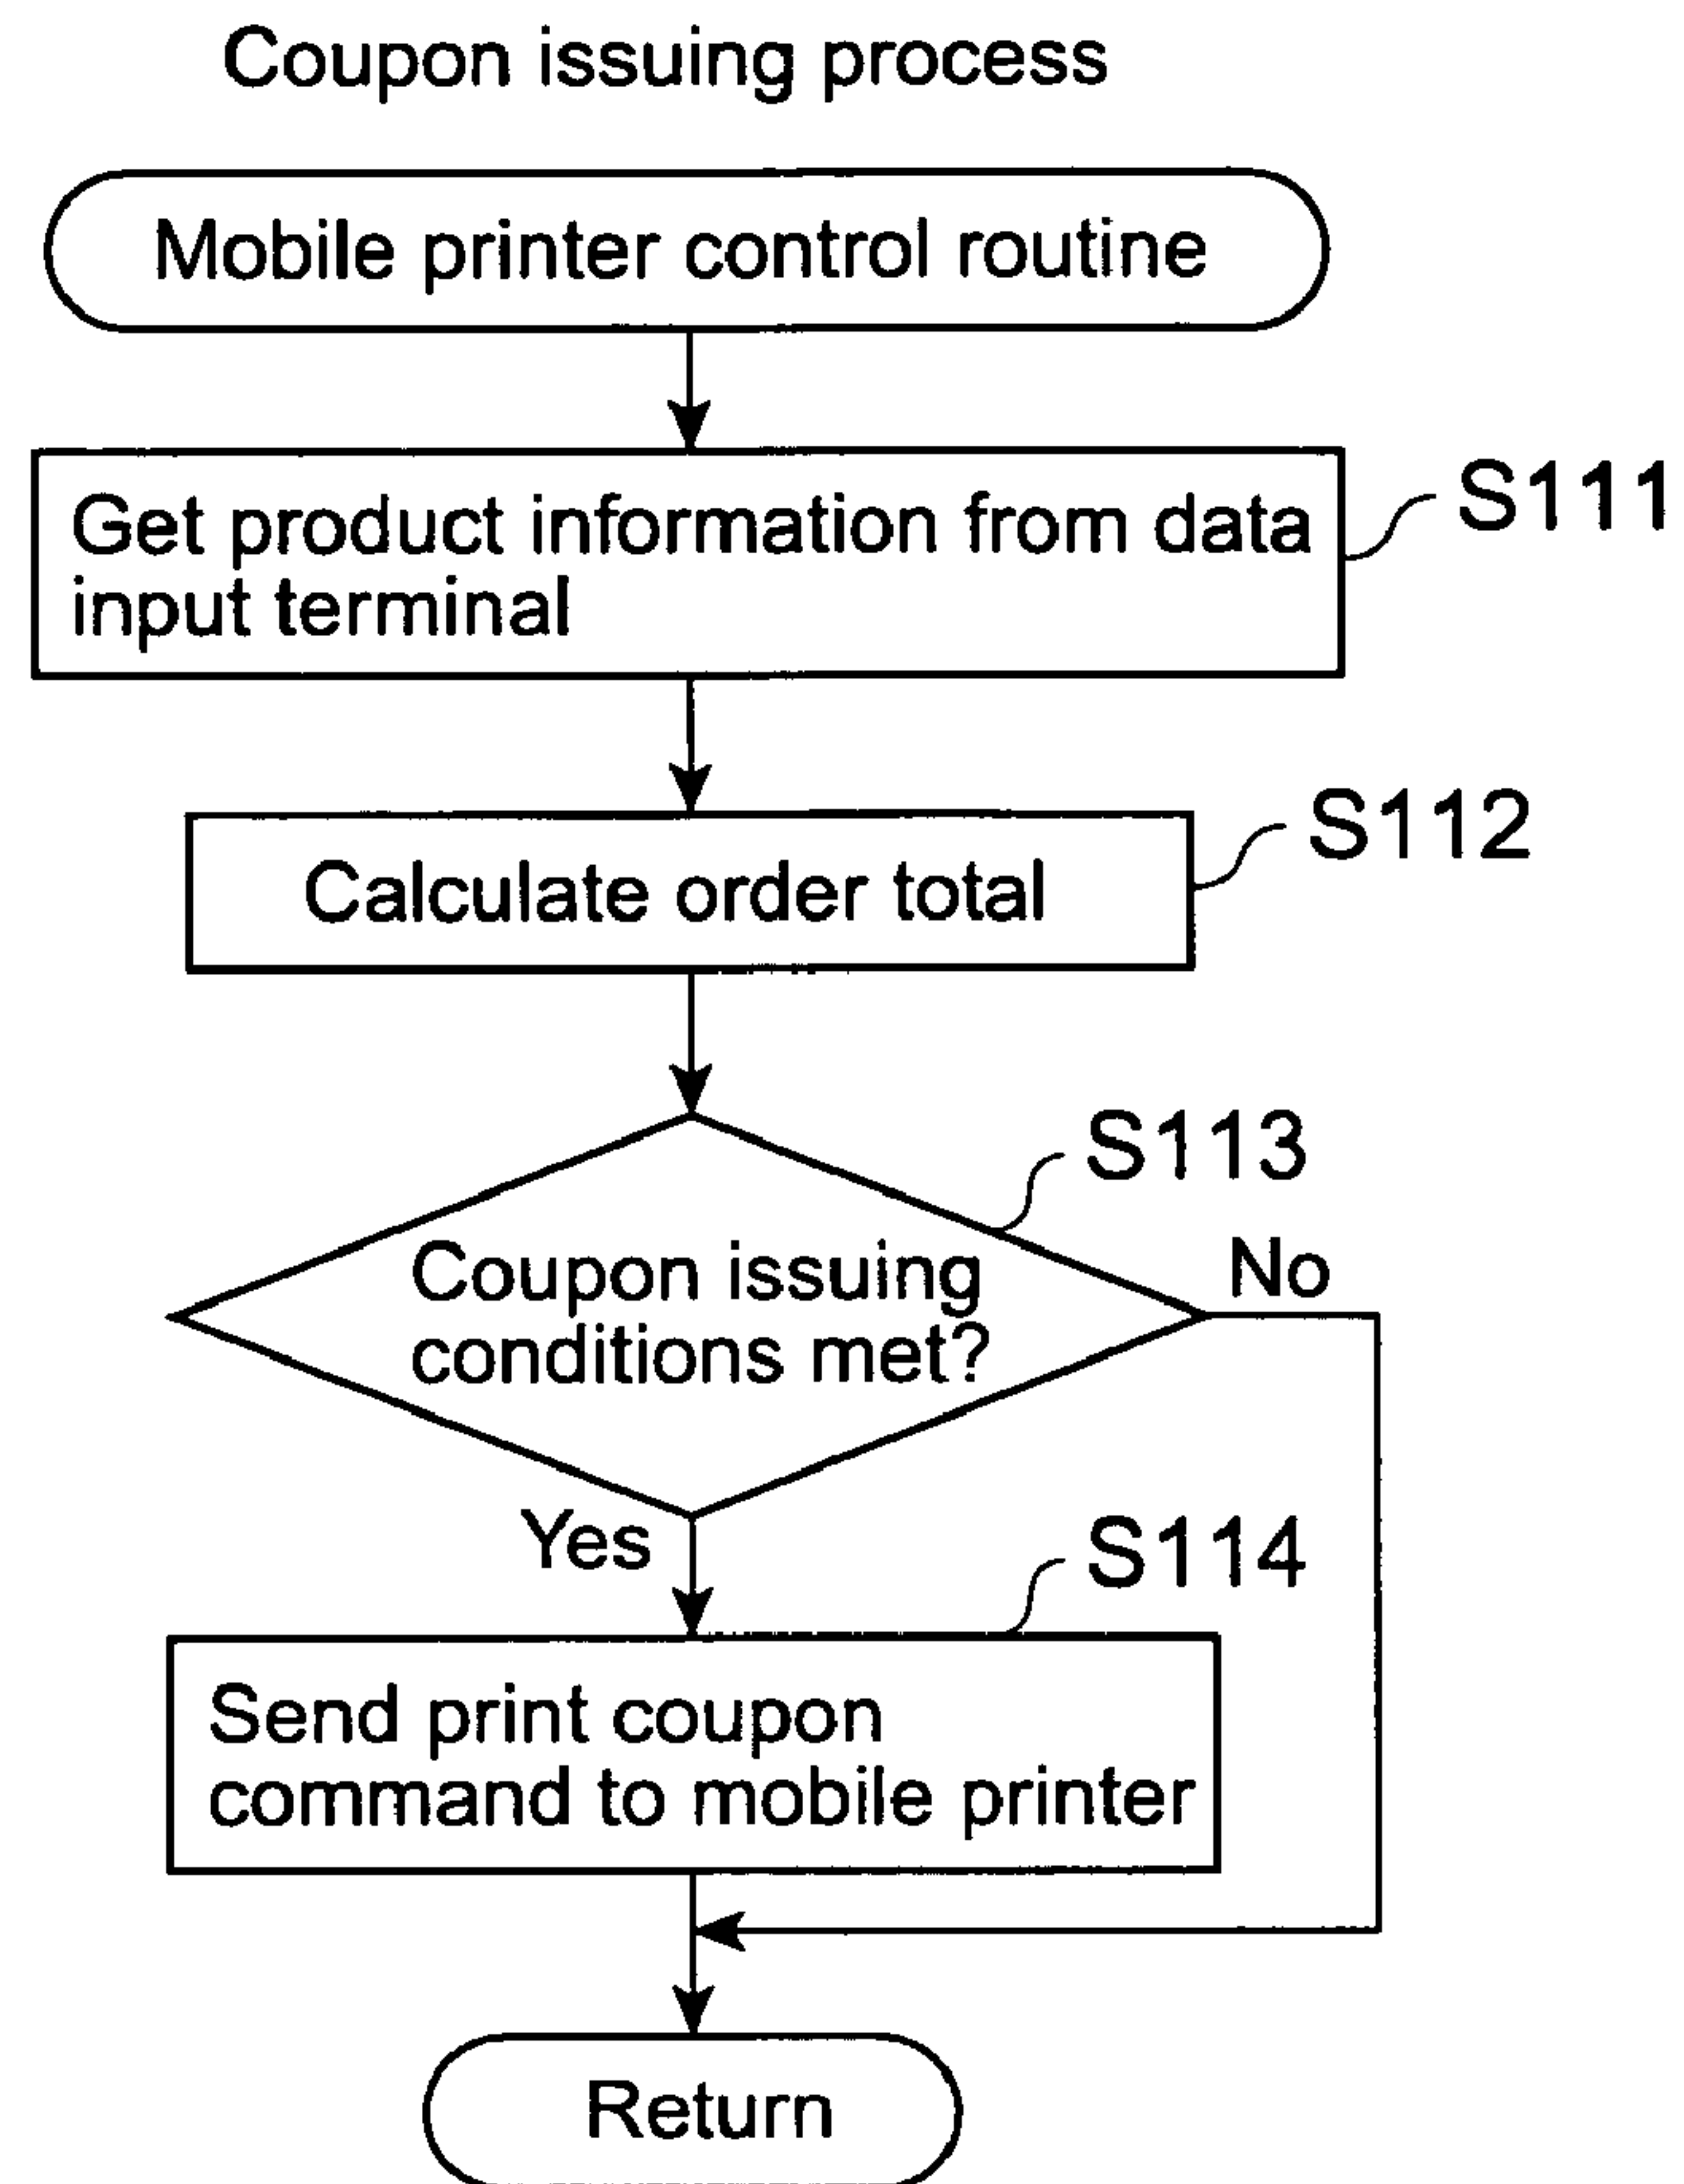 Coupon issuing process
Mobile printer control routine
Get product information from data
input terminal
S111
Calculate order total
S112
S113
Coupon issuing
conditions met?
No
Yes
S114
Send print coupon
command to mobile printer
Return